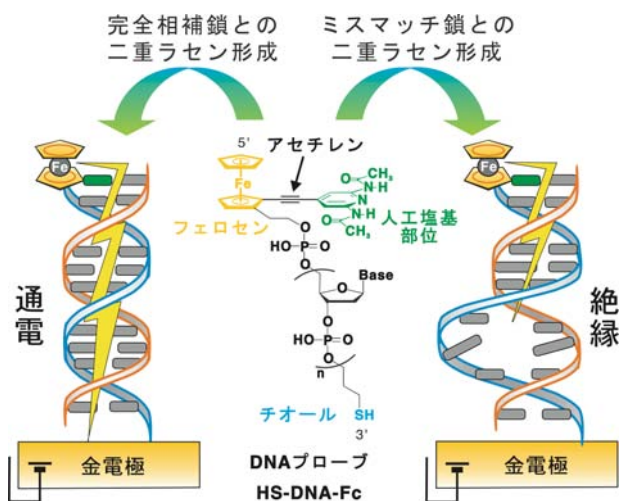 完全相補鎖との
二重ラセン形成
ミスマッチ鎖との
二重ラセン形成
5'
アセチレン
Fe
Fe
Fe
CH₃
O
N-H
N
N-H
O
CH₃
フェロセン
人工塩基
部位
O
HO-P=O
O
Base
O
O
HO-P=O
O
n
チオール
SH
3'
通電
絶縁
金電極
金電極
DNAプローブ
HS-DNA-Fc